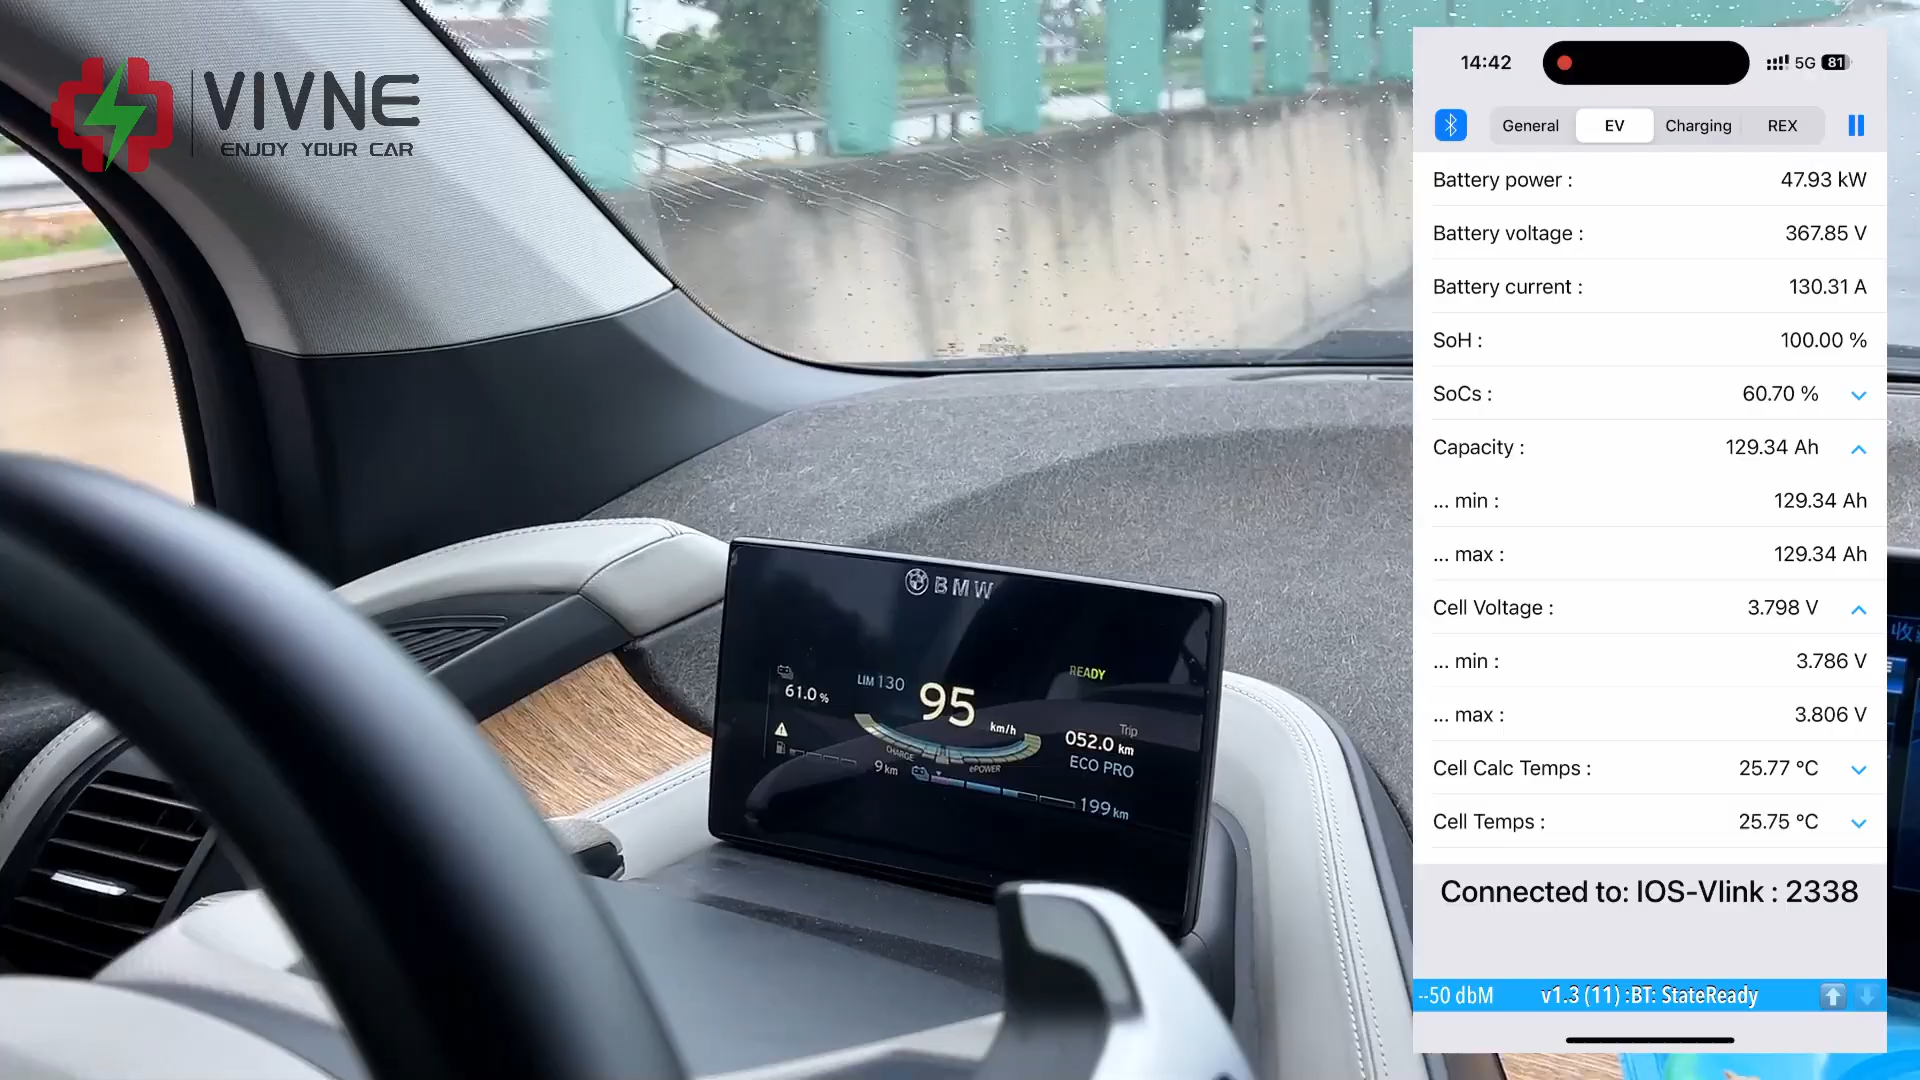 VIVNE
ENJOY YOUR CAR
BMW
61.0 %
LIM 130
95
km/h
READY
Trip
052.0 km
ECO PRO
CHARGE
ePOWER
9 km
199 km
14:42
5G
81
General
EV
Charging
REX
Battery power :
47.93 kW
Battery voltage :
367.85 V
Battery current :
130.31 A
SoH :
100.00 %
SoCs :
60.70 %
Capacity :
129.34 Ah
... min :
129.34 Ah
... max :
129.34 Ah
Cell Voltage :
3.798 V
... min :
3.786 V
... max :
3.806 V
Cell Calc Temps :
25.77 °C
Cell Temps :
25.75 °C
Connected to: IOS-Vlink : 2338
--50 dbM
v1.3 (11) :BT: StateReady
收